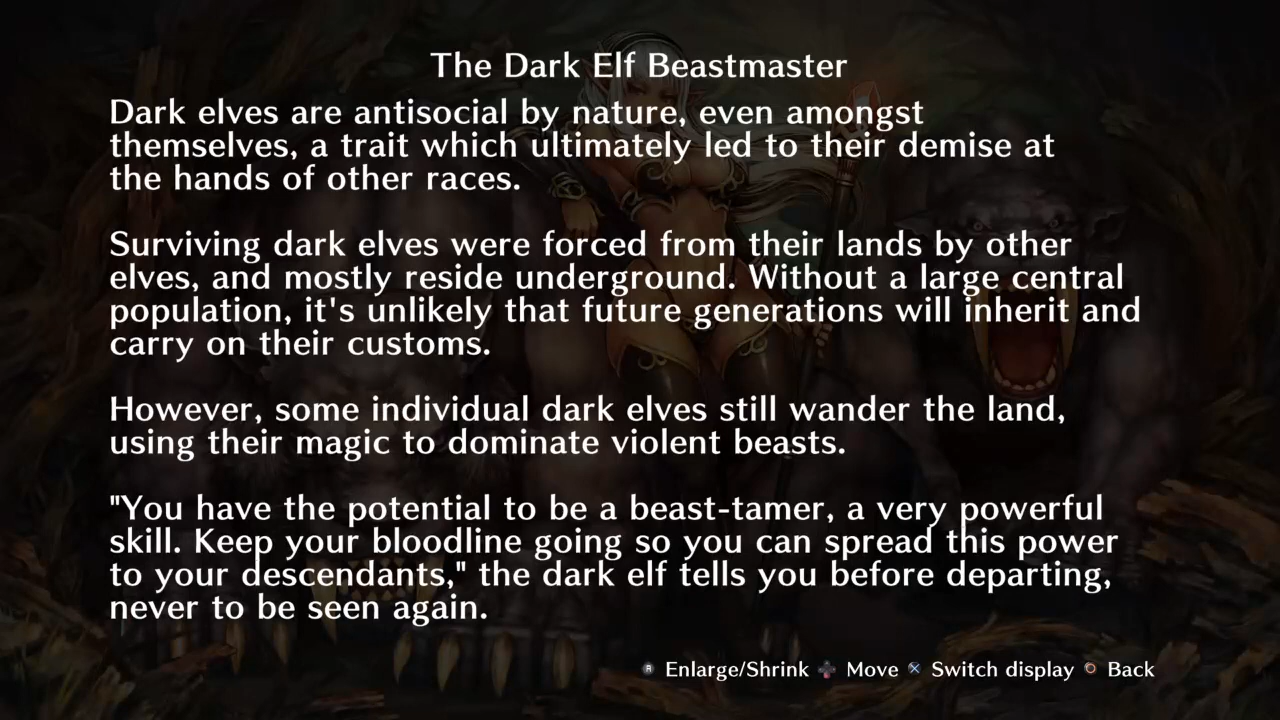 The Dark Elf Beastmaster
Dark elves are antisocial by nature, even amongst
themselves, a trait which ultimately led to their demise at
the hands of other races.
Surviving dark elves were forced from their lands by other
elves, and mostly reside underground. Without a large central
population, it's unlikely that future generations will inherit and
carry on their customs.
However, some individual dark elves still wander the land,
using their magic to dominate violent beasts.
"You have the potential to be a beast-tamer, a very powerful
skill. Keep your bloodline going so you can spread this power
to your descendants," the dark elf tells you before departing,
never to be seen again.
R Enlarge/Shrink Move Switch display Back